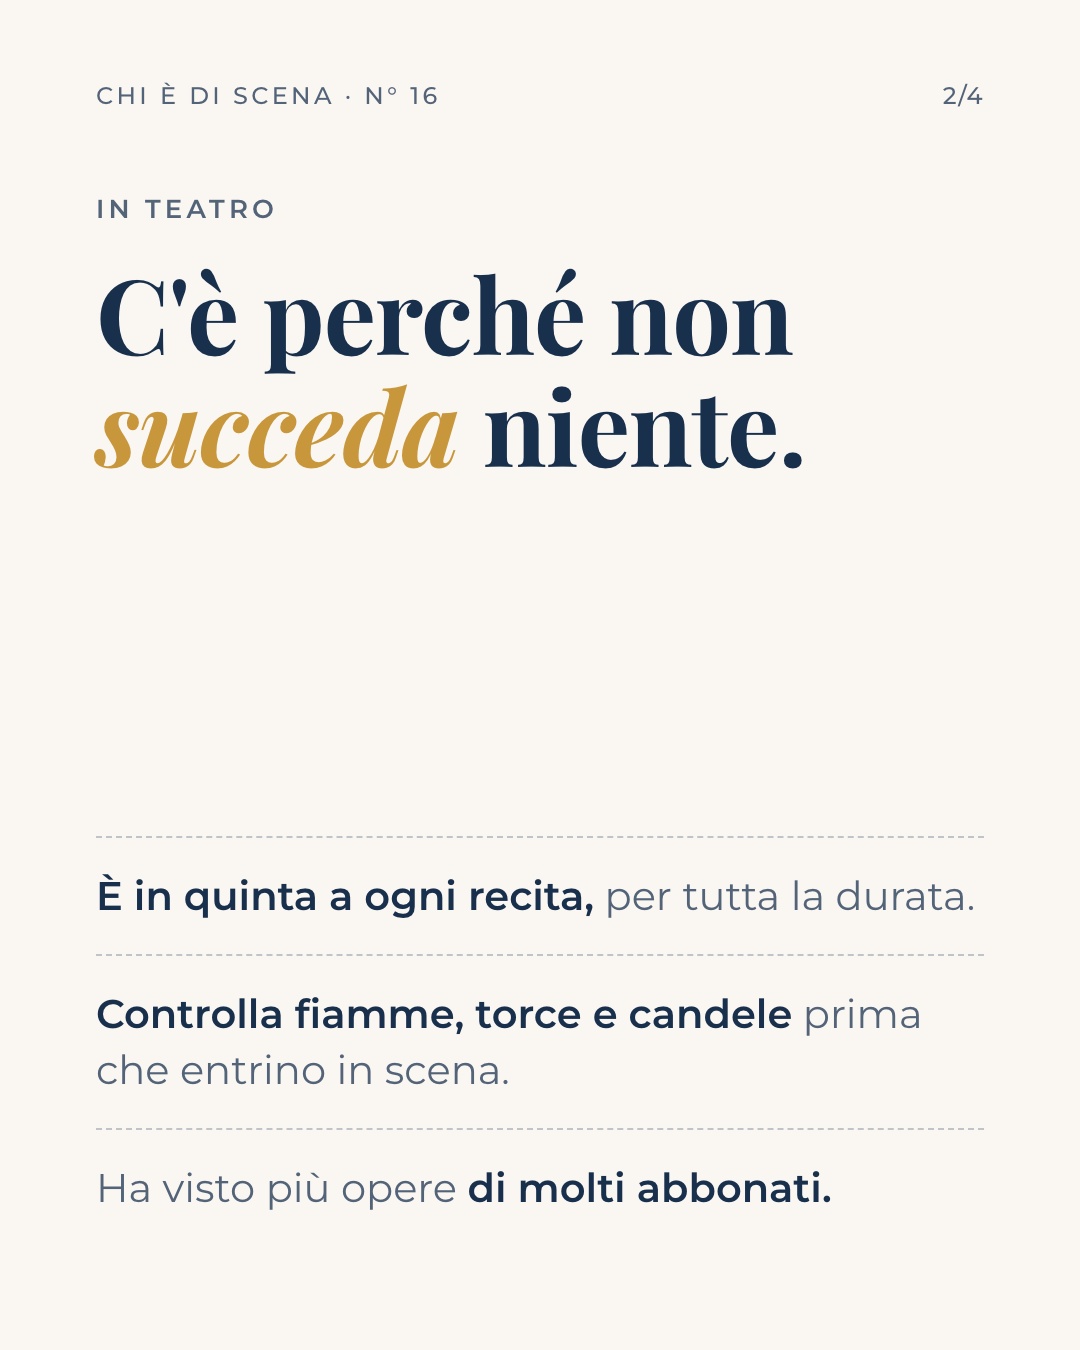 CHI È DI SCENA · N° 16
2/4
IN TEATRO
C'è perché non
succeda niente.
È in quinta a ogni recita, per tutta la durata.
Controlla fiamme, torce e candele prima
che entrino in scena.
Ha visto più opere di molti abbonati.